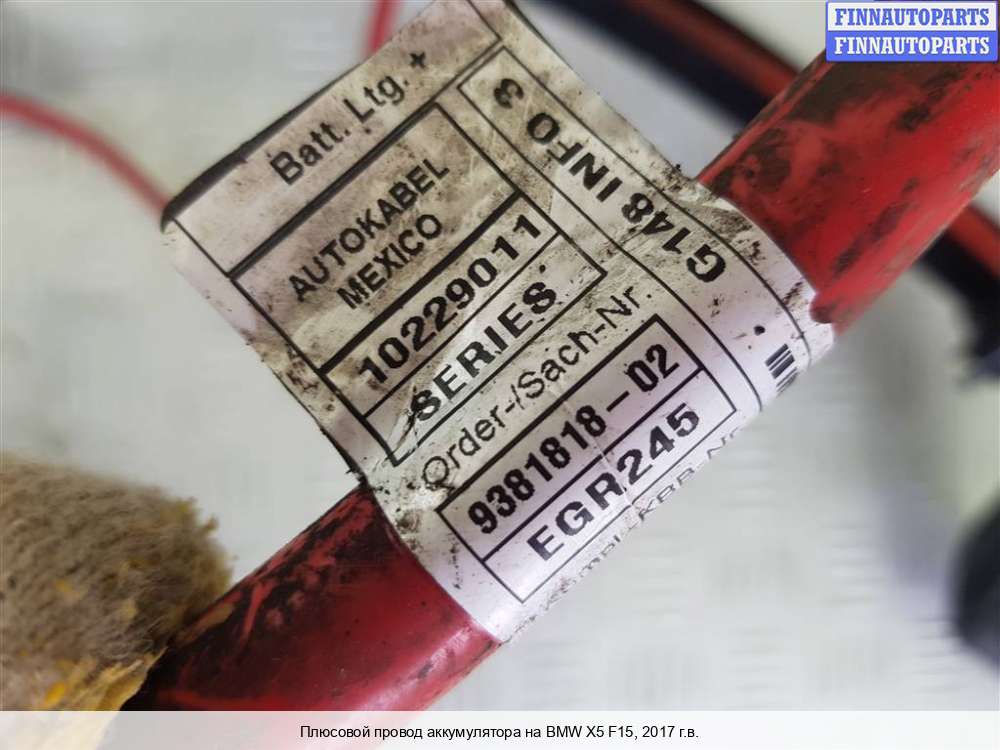 FINNAUTOPARTS
FINNAUTOPARTS
Batt. Ltg. +
AUTOKABEL
MEXICO
10229011
SERIES
G148 INFO 3
Order-/Sach-Nr.
9381818-02
EGR245
Плюсовой провод аккумулятора на BMW X5 F15, 2017 г.в.